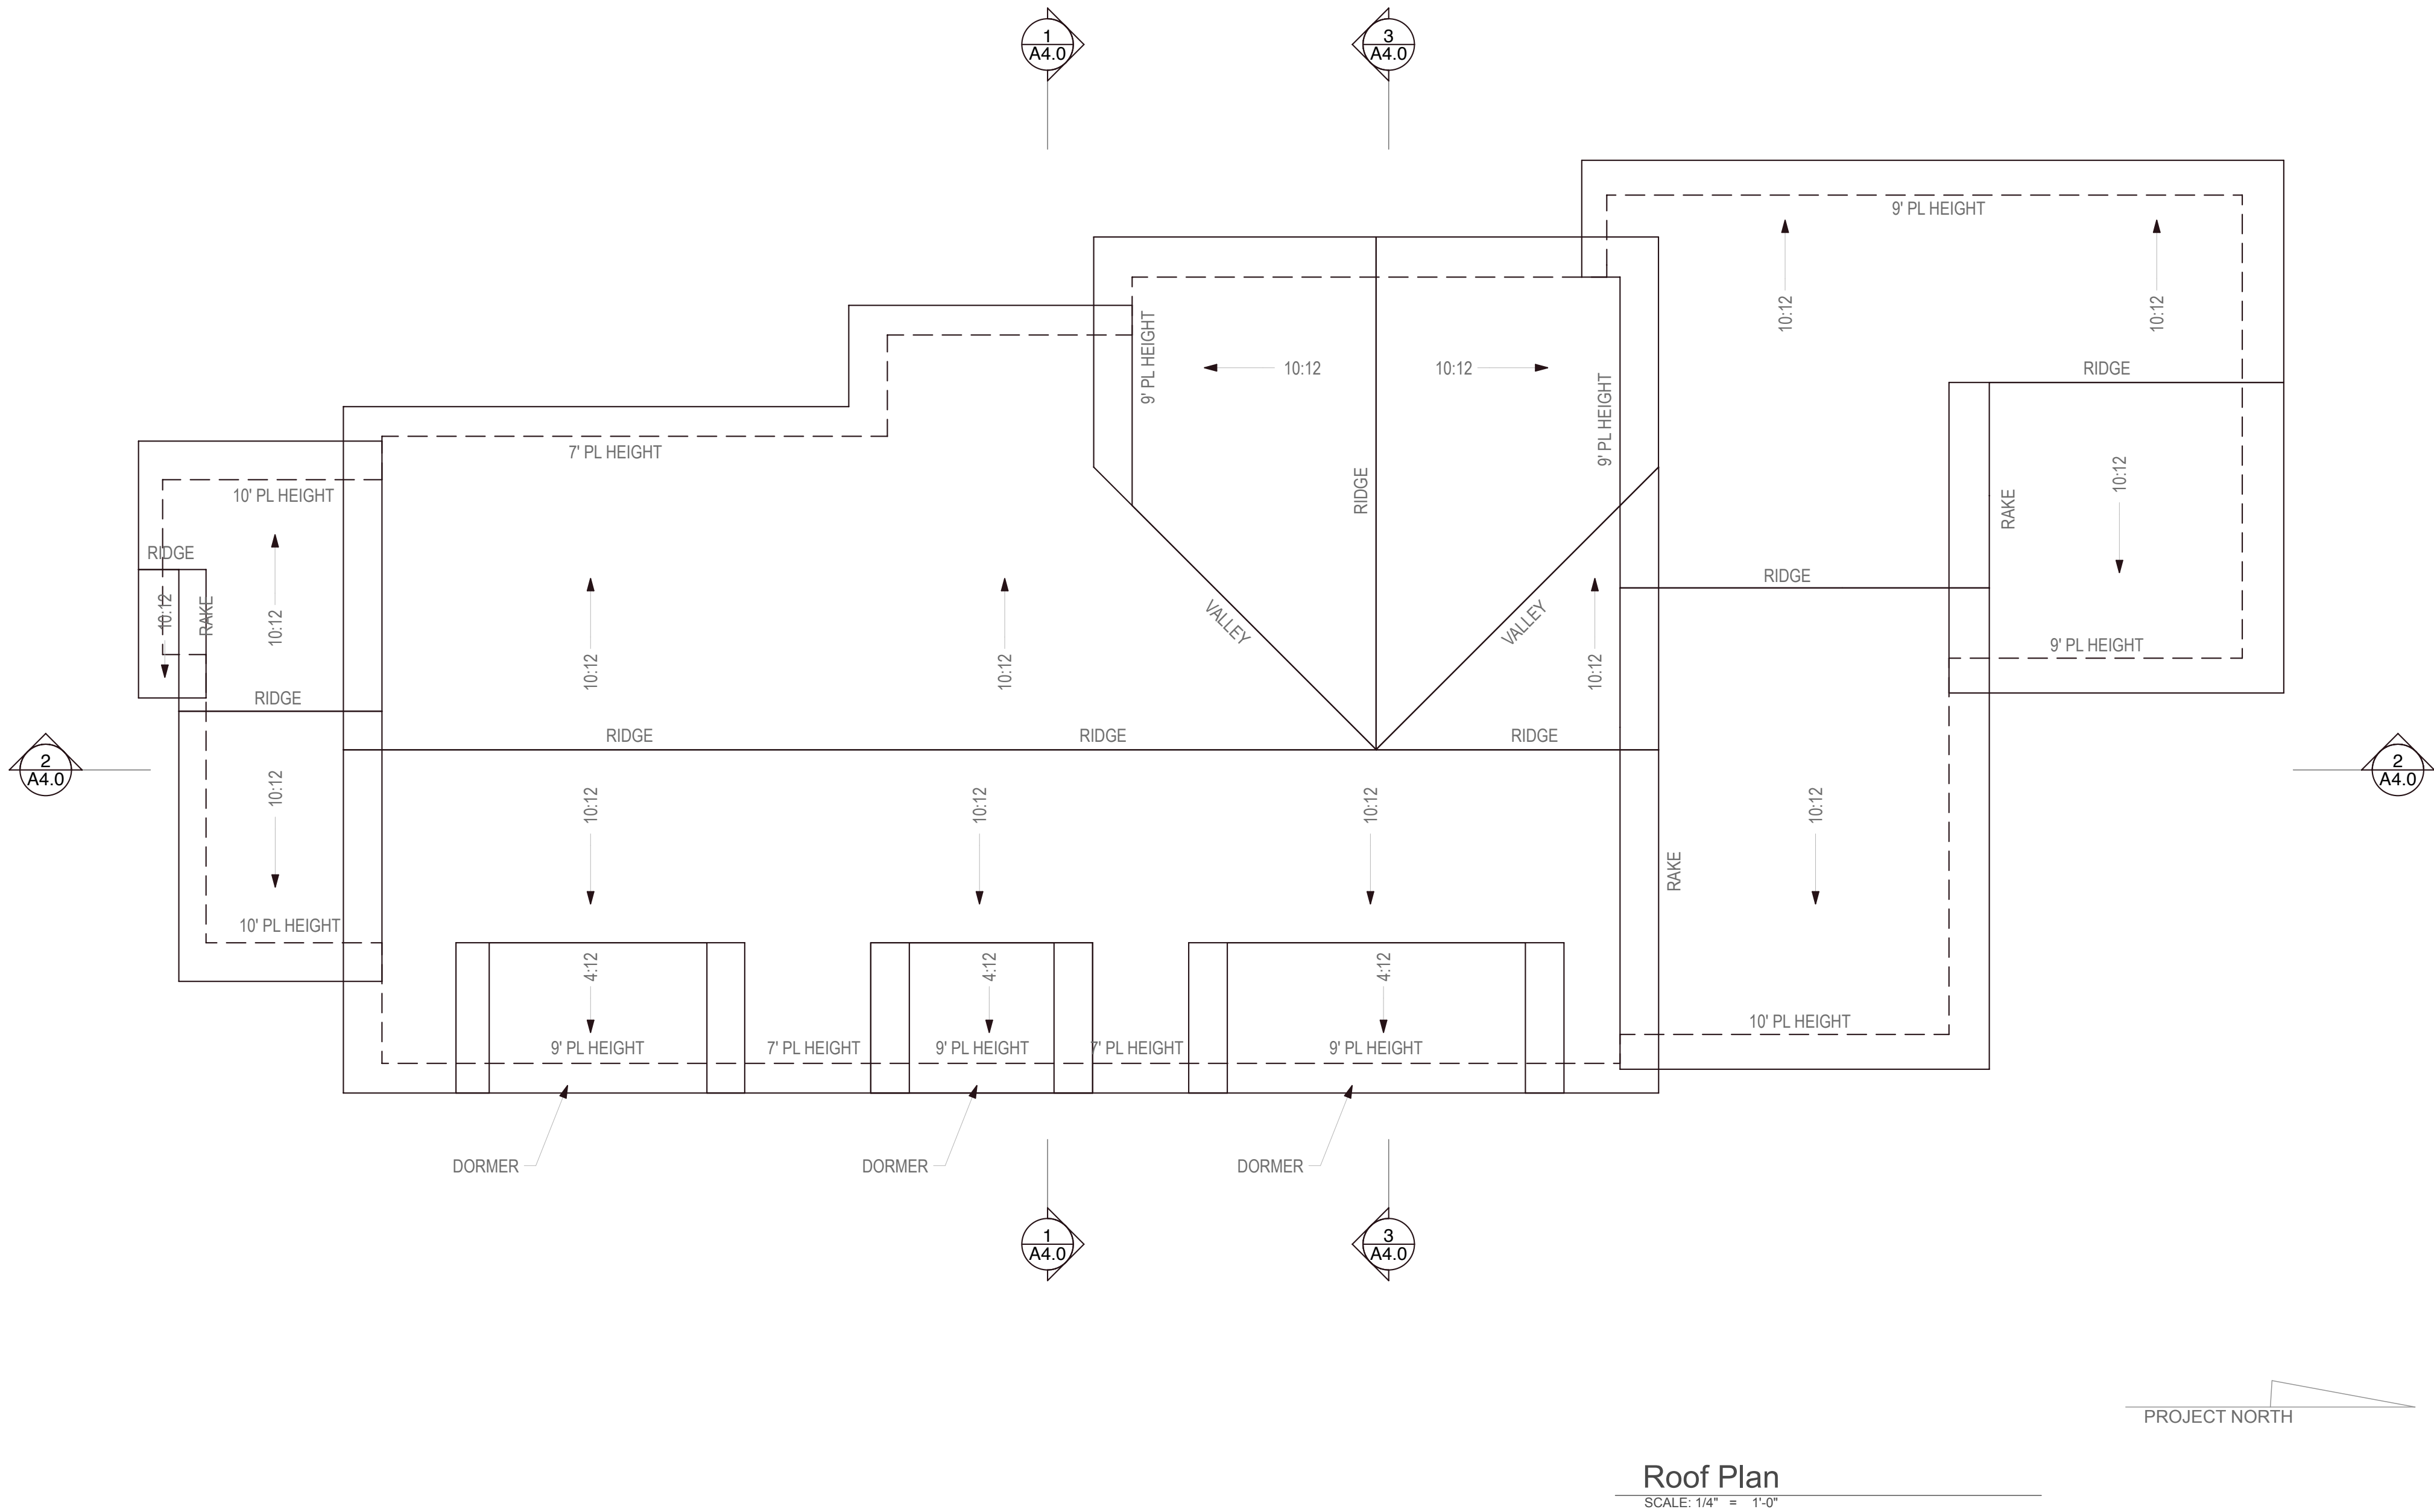 1
A4.0
3
A4.0
9' PL HEIGHT
10:12
10:12
9' PL HEIGHT
10:12
10:12
9' PL HEIGHT
RIDGE
7' PL HEIGHT
10' PL HEIGHT
RIDGE
10:12
RAKE
RIDGE
10:12
RAKE
10:12
10:12
10:12
VALLEY
VALLEY
10:12
RIDGE
9' PL HEIGHT
RIDGE
RIDGE
RIDGE
RIDGE
2
A4.0
2
A4.0
10:12
10:12
10:12
10:12
10:12
RAKE
10' PL HEIGHT
4:12
4:12
4:12
10' PL HEIGHT
9' PL HEIGHT
7' PL HEIGHT
9' PL HEIGHT
7' PL HEIGHT
9' PL HEIGHT
DORMER
DORMER
DORMER
1
A4.0
3
A4.0
PROJECT NORTH
Roof Plan
SCALE: 1/4" = 1'-0"